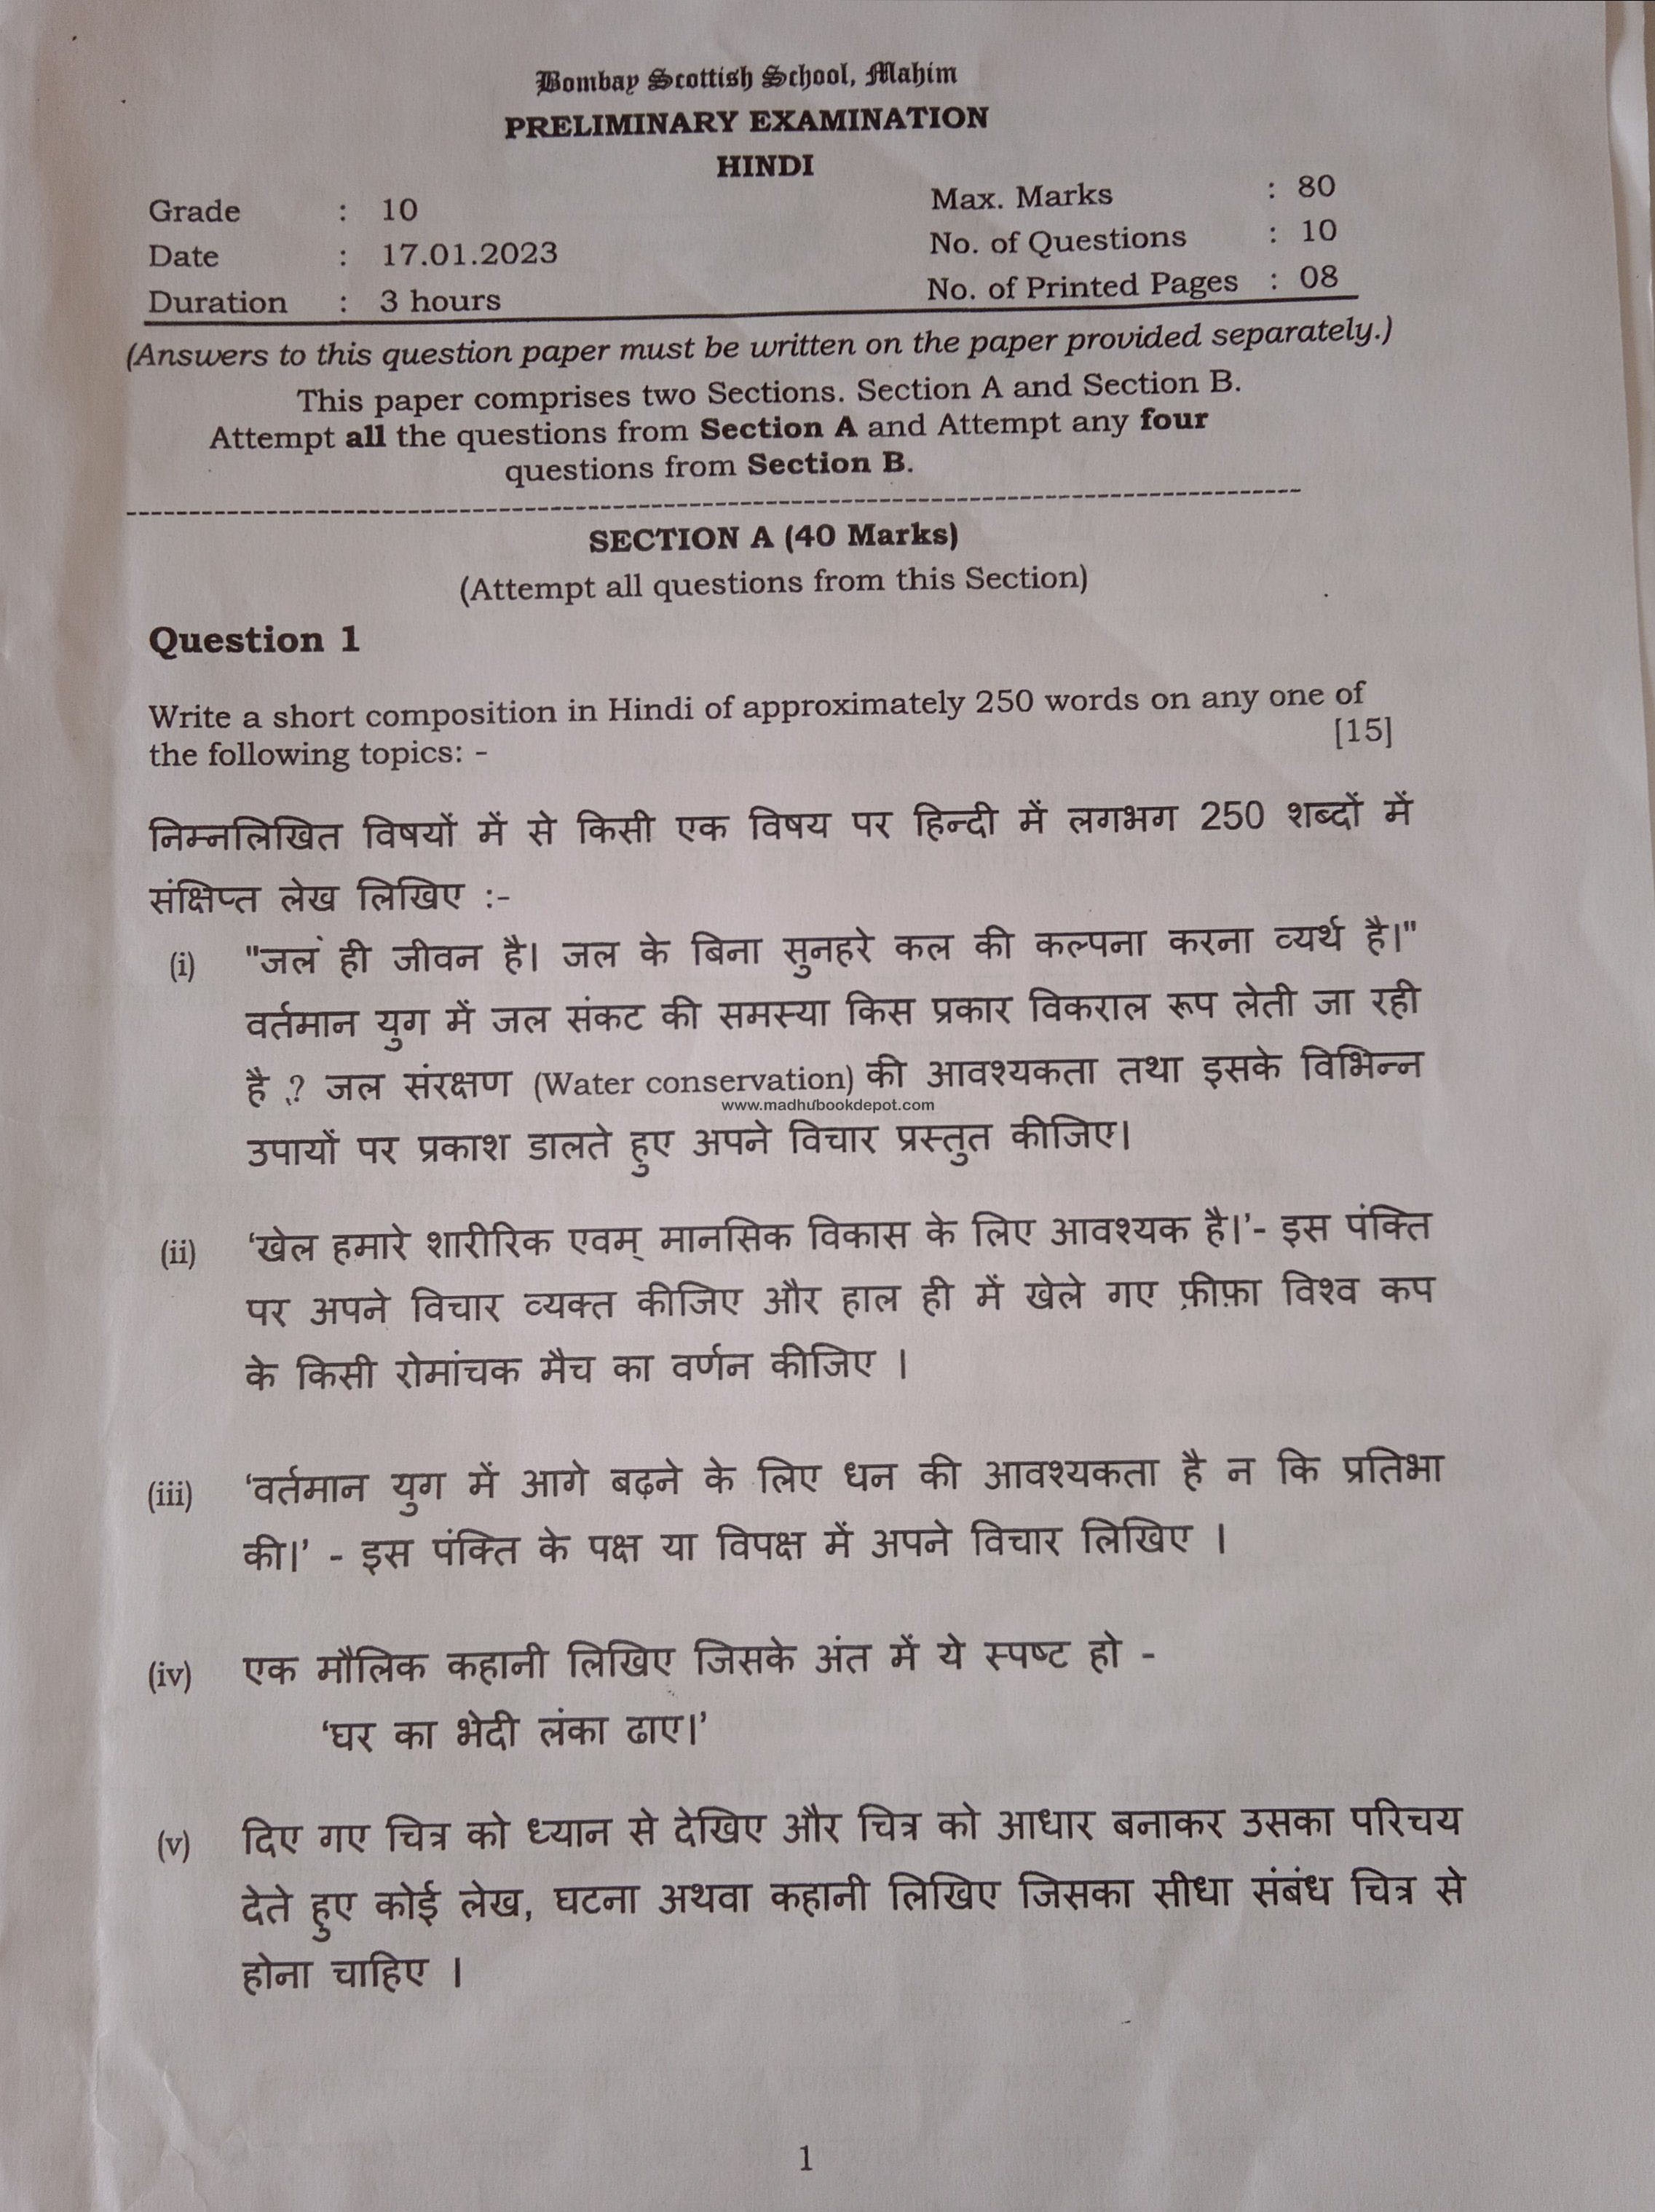 Bombay Scottish School, Mahim
PRELIMINARY EXAMINATION
HINDI
Grade : 10 Max. Marks : 80
Date : 17.01.2023 No. of Questions : 10
Duration : 3 hours No. of Printed Pages : 08
(Answers to this question paper must be written on the paper provided separately.)
This paper comprises two Sections. Section A and Section B.
Attempt all the questions from Section A and Attempt any four
questions from Section B.
SECTION A (40 Marks)
(Attempt all questions from this Section)
Question 1
Write a short composition in Hindi of approximately 250 words on any one of
the following topics: - [15]
निम्नलिखित विषयों में से किसी एक विषय पर हिन्दी में लगभग 250 शब्दों में
संक्षिप्त लेख लिखिए :-
(i) "जल ही जीवन है। जल के बिना सुनहरे कल की कल्पना करना व्यर्थ है।"
वर्तमान युग में जल संकट की समस्या किस प्रकार विकराल रूप लेती जा रही
है ? जल संरक्षण (Water conservation) की आवश्यकता तथा इसके विभिन्न
www.madhubookdepot.com
उपायों पर प्रकाश डालते हुए अपने विचार प्रस्तुत कीजिए।
(ii) ‘खेल हमारे शारीरिक एवम् मानसिक विकास के लिए आवश्यक है।’- इस पंक्ति
पर अपने विचार व्यक्त कीजिए और हाल ही में खेले गए फ़ीफ़ा विश्व कप
के किसी रोमांचक मैच का वर्णन कीजिए ।
(iii) ‘वर्तमान युग में आगे बढ़ने के लिए धन की आवश्यकता है न कि प्रतिभा
की।’ - इस पंक्ति के पक्ष या विपक्ष में अपने विचार लिखिए ।
(iv) एक मौलिक कहानी लिखिए जिसके अंत में ये स्पष्ट हो -
‘घर का भेदी लंका ढाए।’
(v) दिए गए चित्र को ध्यान से देखिए और चित्र को आधार बनाकर उसका परिचय
देते हुए कोई लेख, घटना अथवा कहानी लिखिए जिसका सीधा संबंध चित्र से
होना चाहिए ।
1